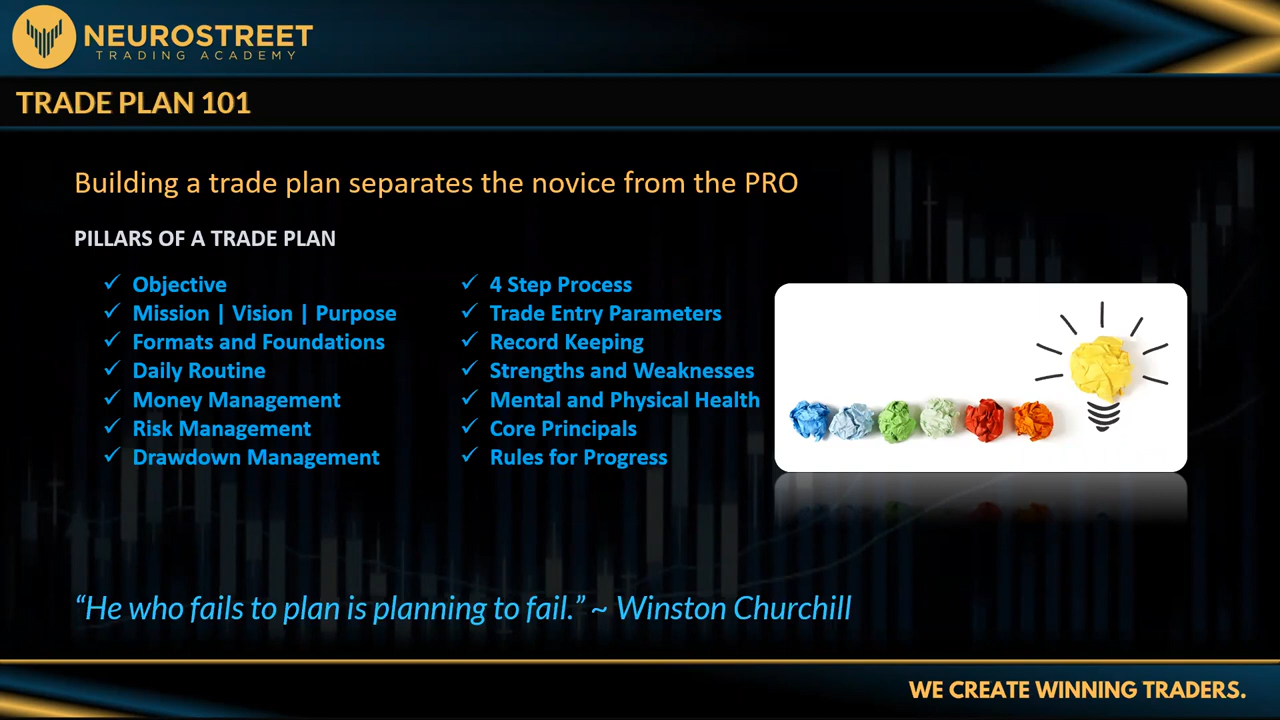 NEUROSTREET
TRADING ACADEMY
TRADE PLAN 101
Building a trade plan separates the novice from the PRO
PILLARS OF A TRADE PLAN
✓ Objective
✓ Mission | Vision | Purpose
✓ Formats and Foundations
✓ Daily Routine
✓ Money Management
✓ Risk Management
✓ Drawdown Management
✓ 4 Step Process
✓ Trade Entry Parameters
✓ Record Keeping
✓ Strengths and Weaknesses
✓ Mental and Physical Health
✓ Core Principals
✓ Rules for Progress
“He who fails to plan is planning to fail.” ~ Winston Churchill
WE CREATE WINNING TRADERS.